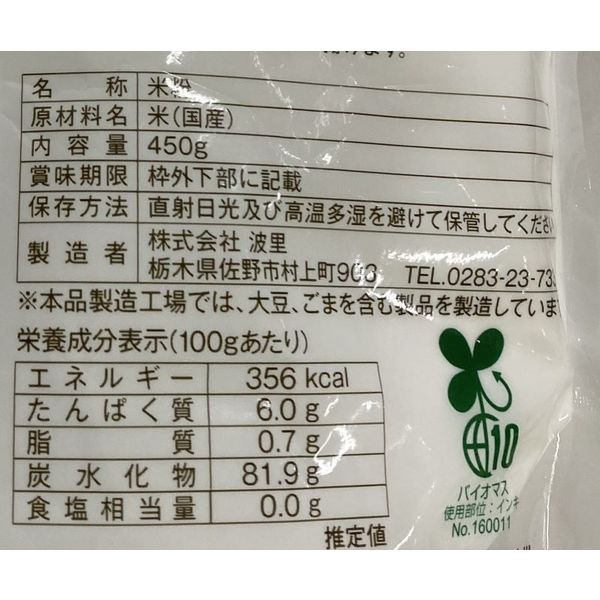 ます。
名称 米粉
原材料名 米(国産)
内容量 450g
賞味期限 枠外下部に記載
保存方法 直射日光及び高温多湿を避けて保管してくださ
製造者 株式会社 波里
栃木県佐野市村上町903 TEL.0283-23-73
※本品製造工場では、大豆、ごまを含む製品を製造していま
栄養成分表示(100gあたり)
エネルギー 356 kcal
たんぱく質 6.0 g
脂質 0.7 g
炭水化物 81.9 g
食塩相当量 0.0 g
推定値
10
バイオマス
使用部位:インキ
No.160011